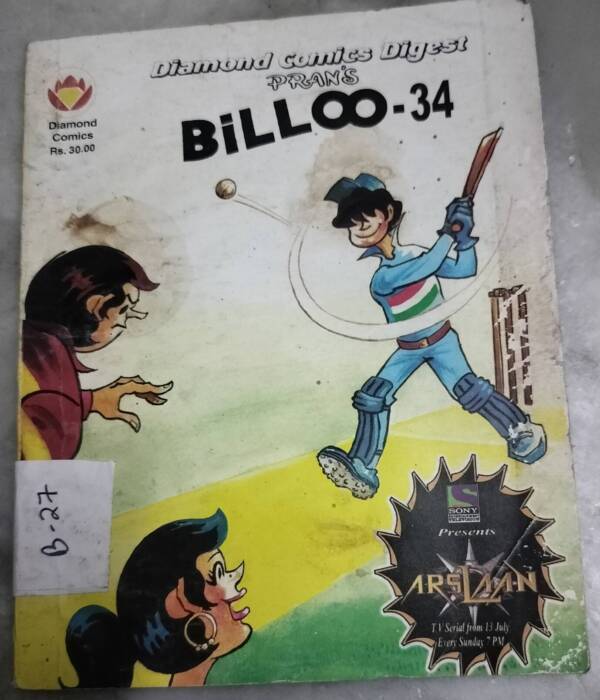 Diamond Comics Digest
PRAN'S
BiLLOO-34
Diamond
Comics
Rs. 30.00
B-27
SONY
Presents
ARSLAAN
T.V Serial from 13 July
Every Sunday 7 PM